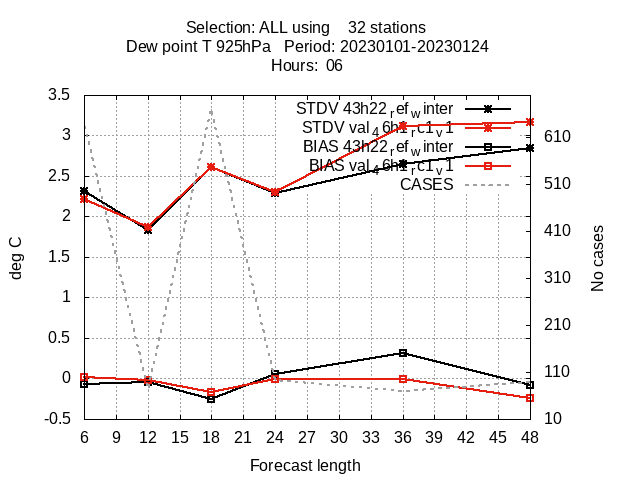 Selection: ALL using 32 stations
Dew point T 925hPa Period: 20230101-20230124
Hours: 06
STDV 43h22_ref_winter
STDV val_46h1_rc1_v1
BIAS 43h22_ref_winter
BIAS val_46h1_rc1_v1
CASES
3.5
3
2.5
2
1.5
1
0.5
0
-0.5
deg C
610
510
410
310
210
110
10
No cases
6 9 12 15 18 21 24 27 30 33 36 39 42 45 48
Forecast length